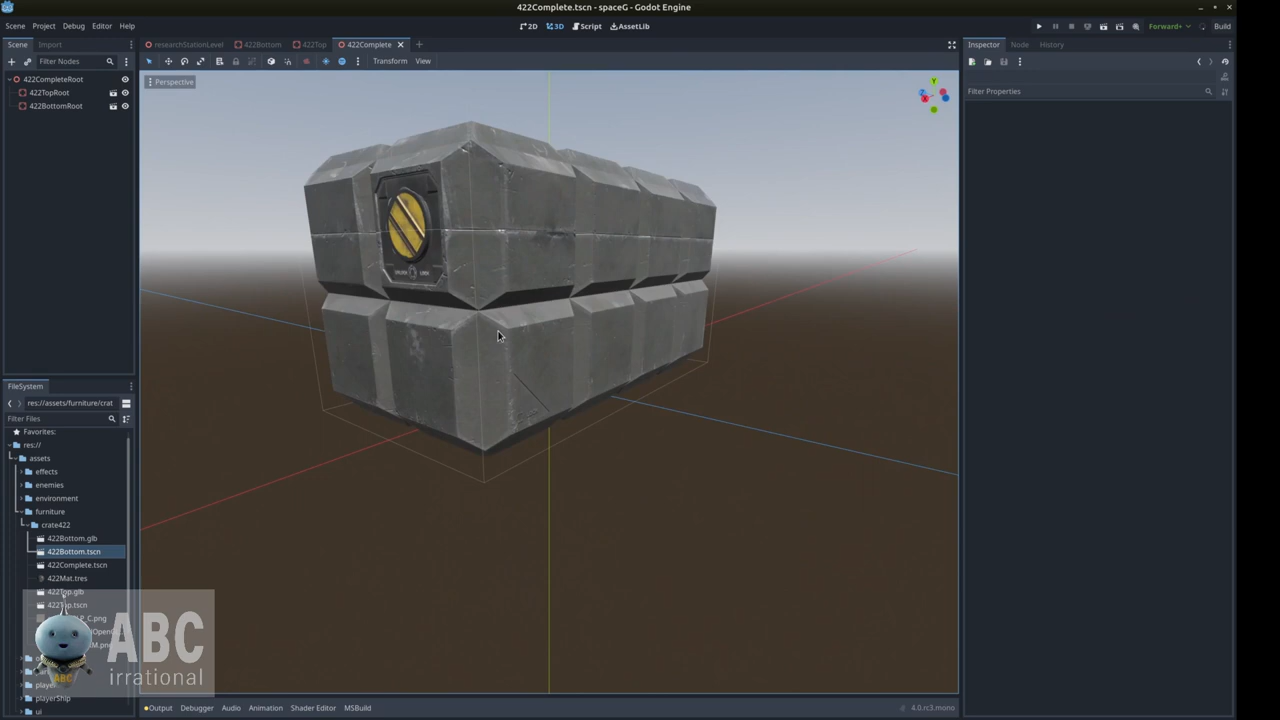 422Complete.tscn - spaceG - Godot Engine
Scene Project Debug Editor Help
2D 3D Script AssetLib
Forward+ Build
Scene Import
researchStationLevel 422Bottom 422Top 422Complete
Inspector Node History
Filter Nodes
Transform View
422CompleteRoot
422TopRoot
422BottomRoot
Perspective
Y
X
Z
Filter Properties
FileSystem
res://assets/furniture/crat
Filter Files
Favorites:
res://
assets
effects
enemies
environment
furniture
crate422
422Bottom.glb
422Bottom.tscn
422Complete.tscn
422Mat.tres
422Top.glb
422Top.tscn
P_C.png
playerShip
ui
ABC
irrational
ABC
Output Debugger Audio Animation Shader Editor MSBuild
4.0.rc3.mono